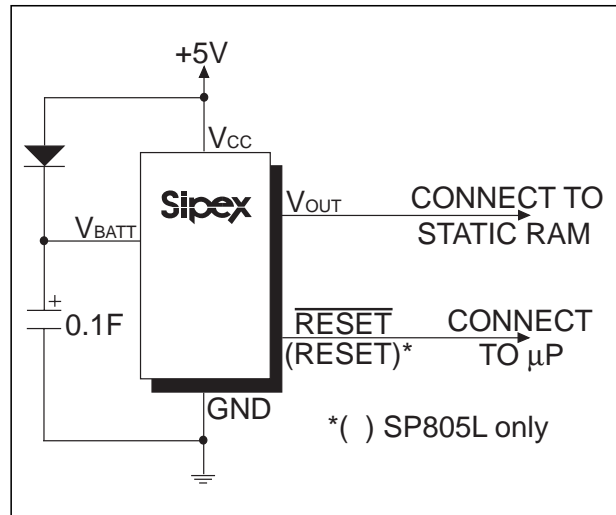 +5V
VCC
Sipex
VOUT
CONNECT TO
STATIC RAM
VBATT
+
0.1F
RESET
(RESET)*
CONNECT
TO µP
GND
*( ) SP805L only